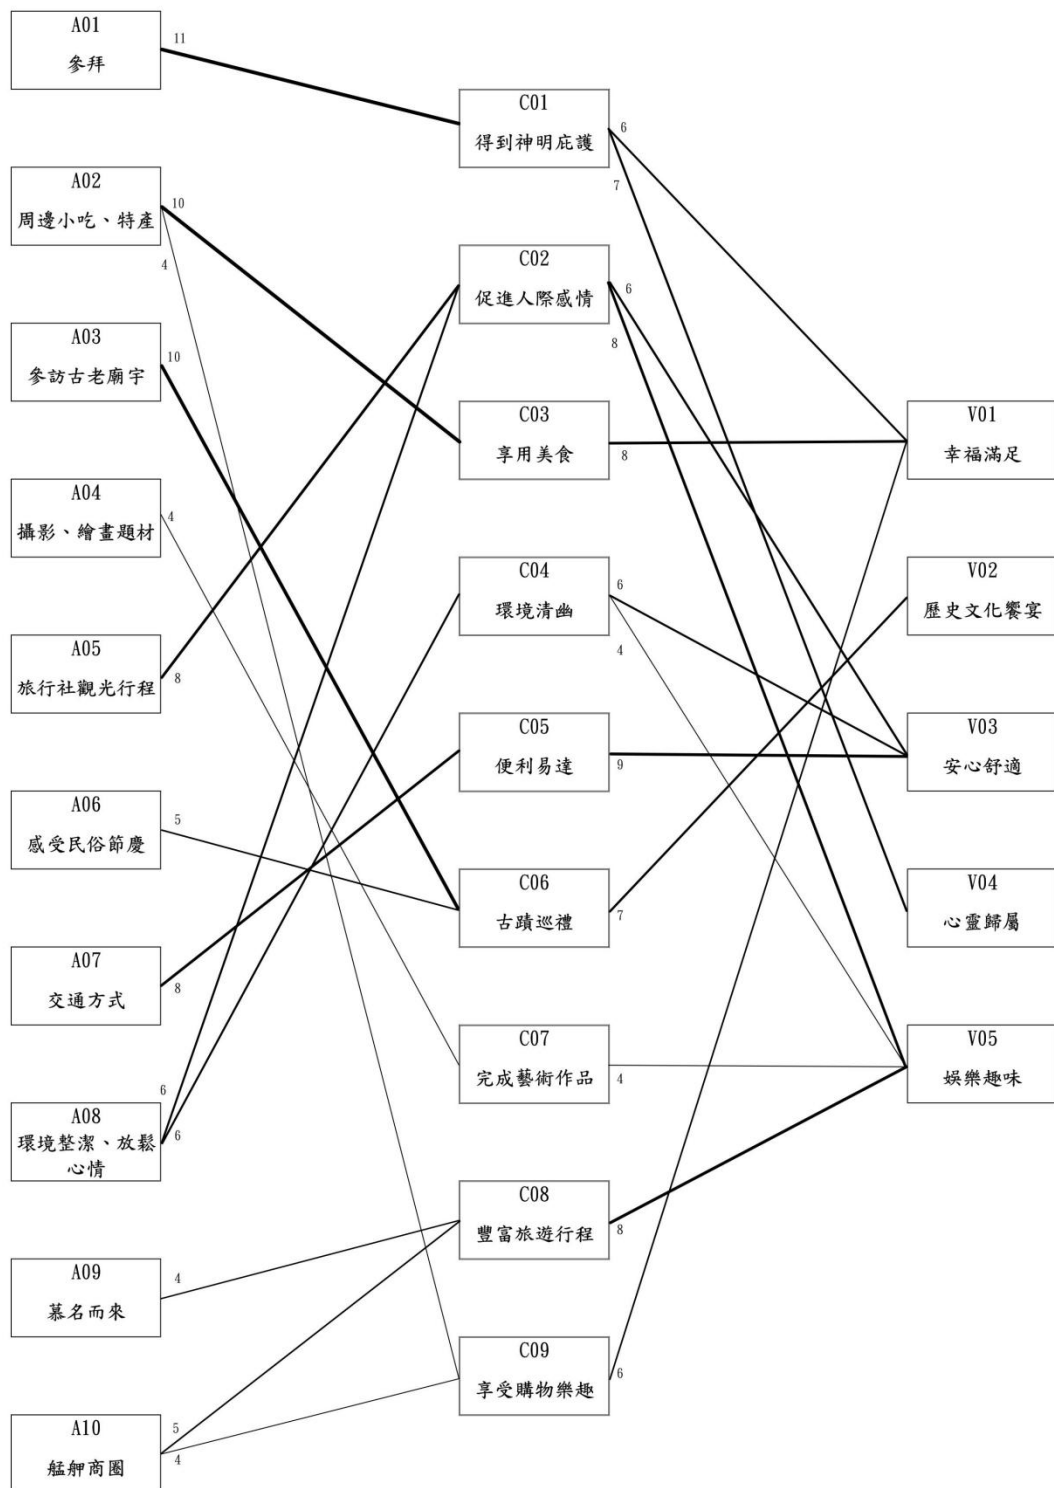 A01
參拜
11
A02
周邊小吃、特產
10
4
A03
參訪古老廟宇
10
A04
攝影、繪畫題材
4
A05
旅行社觀光行程
8
A06
感受民俗節慶
5
A07
交通方式
8
A08
環境整潔、放鬆
心情
6
6
A09
慕名而來
4
A10
艋舺商圈
5
4
C01
得到神明庇護
6
7
C02
促進人際感情
6
8
C03
享用美食
8
C04
環境清幽
6
4
C05
便利易達
9
C06
古蹟巡禮
7
C07
完成藝術作品
4
C08
豐富旅遊行程
8
C09
享受購物樂趣
6
V01
幸福滿足
V02
歷史文化饗宴
V03
安心舒適
V04
心靈歸屬
V05
娛樂趣味